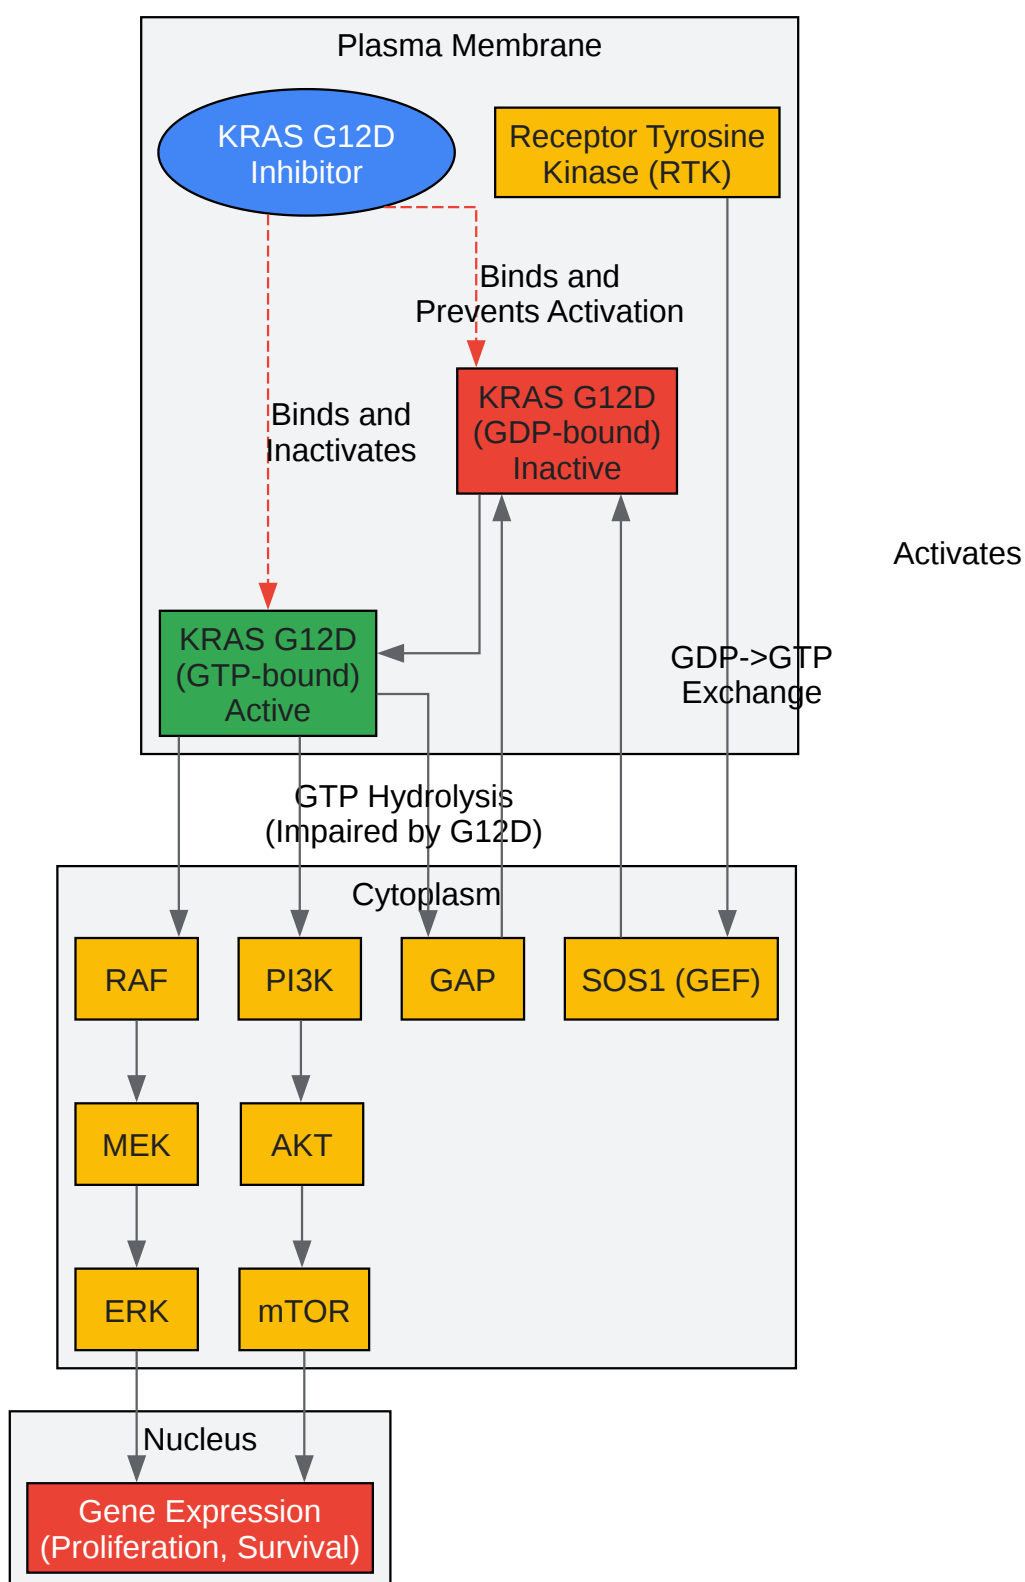 Plasma Membrane
KRAS G12D
Inhibitor
Receptor Tyrosine
Kinase (RTK)
Binds and
Prevents Activation
KRAS G12D
(GDP-bound)
Inactive
Binds and
Inactivates
Activates
KRAS G12D
(GTP-bound)
Active
GDP->GTP
Exchange
GTP Hydrolysis
(Impaired by G12D)
Cytoplasm
RAF
PI3K
GAP
SOS1 (GEF)
MEK
AKT
ERK
mTOR
Nucleus
Gene Expression
(Proliferation, Survival)